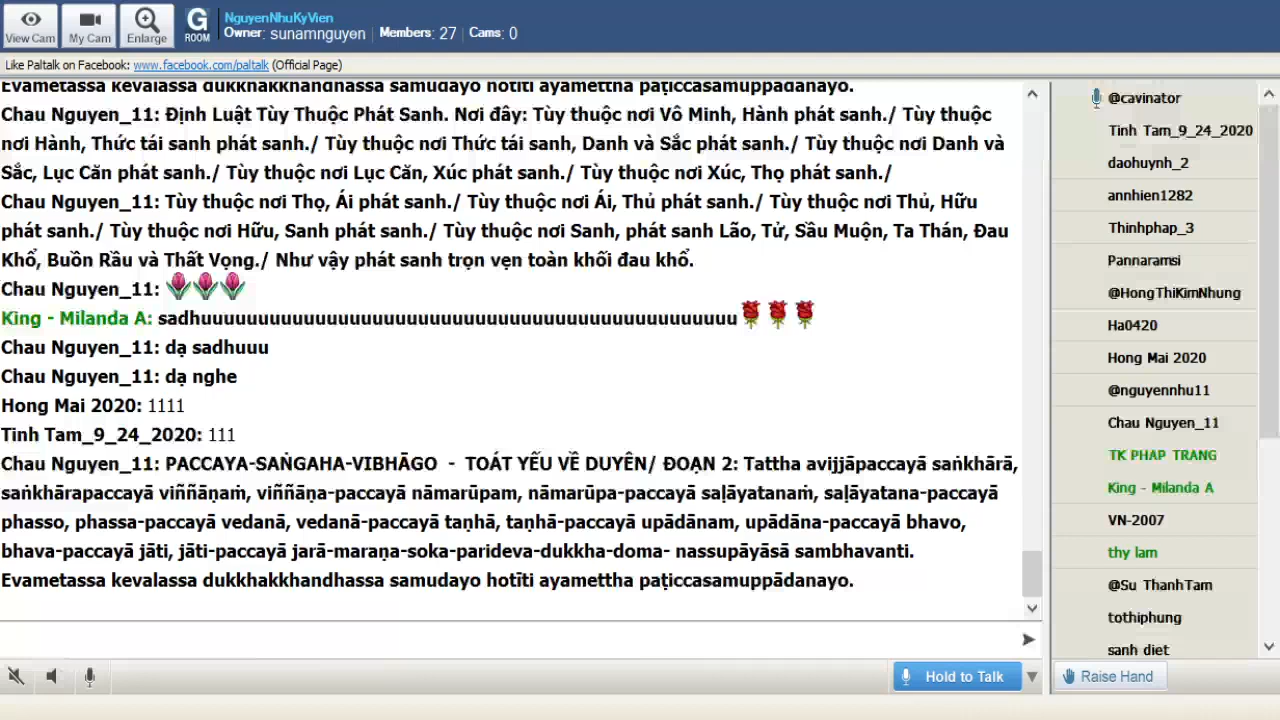 View Cam
My Cam
Enlarge
G
ROOM
NguyenNhuKyVien
Owner: sunamnguyen | Members: 27 | Cams: 0
Like Paltalk on Facebook: www.facebook.com/paltalk (Official Page)
Evametassa kevalassa dukkhakkhandhassa samudayo hotīti ayamettha paṭiccasamuppādanayo.
Chau Nguyen_11: Định Luật Tùy Thuộc Phát Sanh. Nơi đây: Tùy thuộc nơi Vô Minh, Hành phát sanh./ Tùy thuộc
nơi Hành, Thức tái sanh phát sanh./ Tùy thuộc nơi Thức tái sanh, Danh và Sắc phát sanh./ Tùy thuộc nơi Danh và
Sắc, Lục Căn phát sanh./ Tùy thuộc nơi Lục Căn, Xúc phát sanh./ Tùy thuộc nơi Xúc, Thọ phát sanh./
Chau Nguyen_11: Tùy thuộc nơi Thọ, Ái phát sanh./ Tùy thuộc nơi Ái, Thủ phát sanh./ Tùy thuộc nơi Thủ, Hữu
phát sanh./ Tùy thuộc nơi Hữu, Sanh phát sanh./ Tùy thuộc nơi Sanh, phát sanh Lão, Tử, Sầu Muộn, Ta Thán, Đau
Khổ, Buồn Rầu và Thất Vọng./ Như vậy phát sanh trọn vẹn toàn khối đau khổ.
Chau Nguyen_11:
King - Milanda A: sadhuuuuuuuuuuuuuuuuuuuuuuuuuuuuuuuuuuuuuuuuuuuuuuu
Chau Nguyen_11: dạ sadhuuu
Chau Nguyen_11: dạ nghe
Hong Mai 2020: 1111
Tinh Tam_9_24_2020: 111
Chau Nguyen_11: PACCAYA-SAṄGAHA-VIBHĀGO - TOÁT YẾU VỀ DUYÊN/ ĐOẠN 2: Tattha avijjāpaccayā saṅkhārā,
saṅkhārapaccayā viññāṇaṁ, viññāṇa-paccayā nāmarūpam, nāmarūpa-paccayā saḷāyatanaṁ, saḷāyatana-paccayā
phasso, phassa-paccayā vedanā, vedanā-paccayā taṇhā, taṇhā-paccayā upādānam, upādāna-paccayā bhavo,
bhava-paccayā jāti, jāti-paccayā jarā-maraṇa-soka-parideva-dukkha-doma- nassupāyāsā sambhavanti.
Evametassa kevalassa dukkhakkhandhassa samudayo hotīti ayamettha paṭiccasamuppādanayo.
Hold to Talk
@cavinator
Tinh Tam_9_24_2020
daohuynh_2
annhien1282
Thinhphap_3
Pannaramsi
@HongThiKimNhung
Ha0420
Hong Mai 2020
@nguyennhu11
Chau Nguyen_11
TK PHAP TRANG
King - Milanda A
VN-2007
thy lam
@Su ThanhTam
tothiphung
sanh diet
Raise Hand